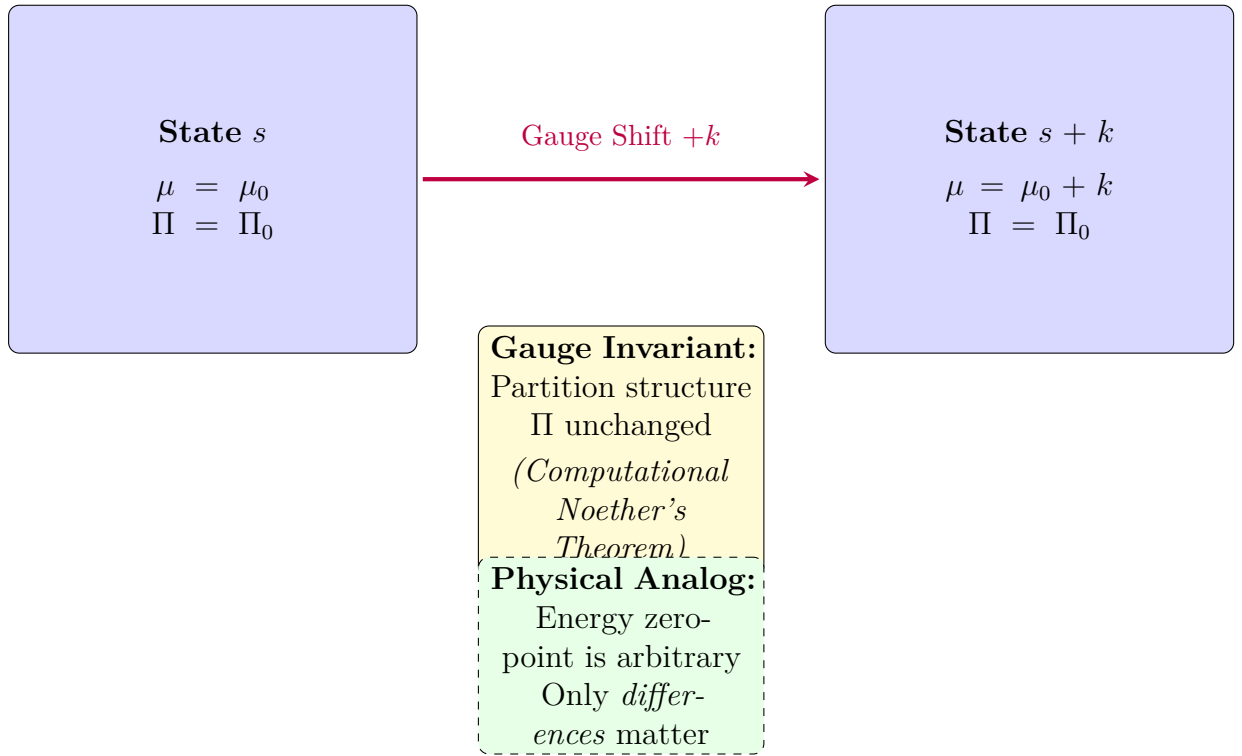 State s
μ = μ₀
Π = Π₀
Gauge Shift +k
State s + k
μ = μ₀ + k
Π = Π₀
Gauge Invariant:
Partition structure
Π unchanged
(Computational
Noether's
Theorem)
Physical Analog:
Energy zero-
point is arbitrary
Only differ-
ences matter